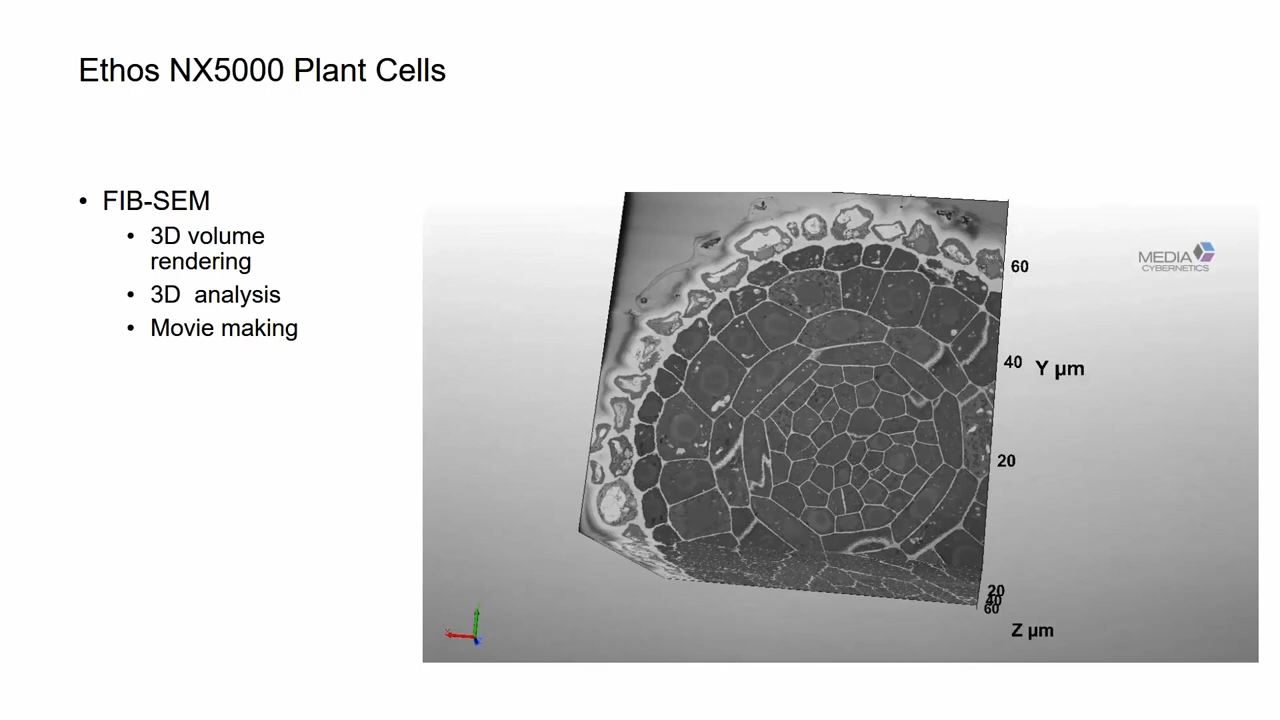 Ethos NX5000 Plant Cells
• FIB-SEM
• 3D volume
rendering
• 3D analysis
• Movie making
MEDIA
CYBERNETICS
60
40 Y µm
20
20
40
60
Z µm